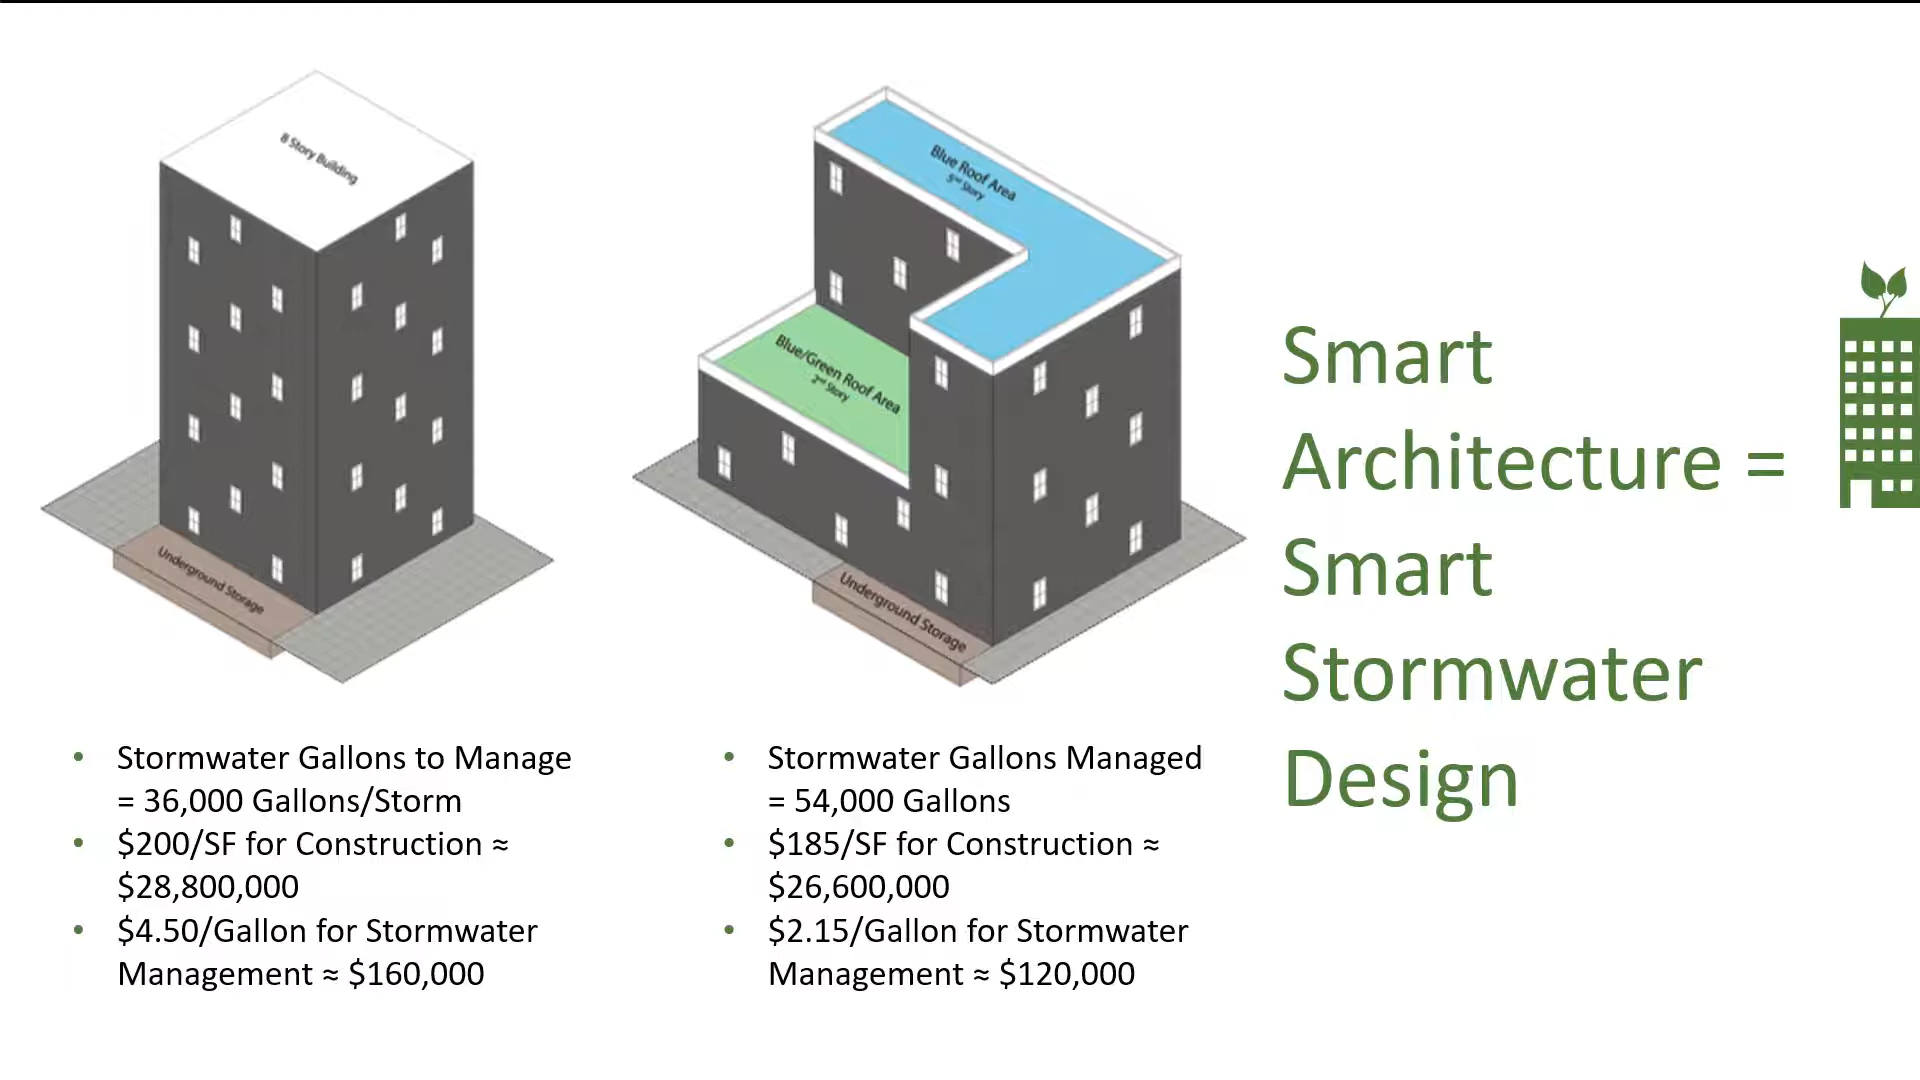 8 Story Building
Underground Storage
Blue Roof Area
5th Story
Blue/Green Roof Area
2nd Story
Underground Storage
Smart
Architecture =
Smart
Stormwater
Design
• Stormwater Gallons to Manage
= 36,000 Gallons/Storm
• $200/SF for Construction ≈
$28,800,000
• $4.50/Gallon for Stormwater
Management ≈ $160,000
• Stormwater Gallons Managed
= 54,000 Gallons
• $185/SF for Construction ≈
$26,600,000
• $2.15/Gallon for Stormwater
Management ≈ $120,000